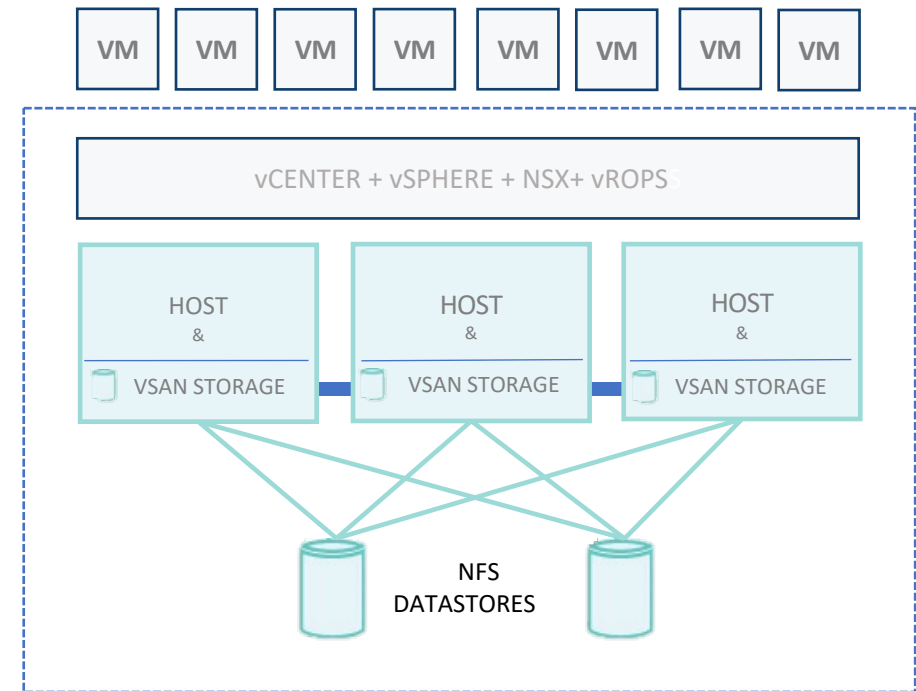 VM VM VM VM VM VM VM VM
vCENTER + vSPHERE + NSX+ vROPS
HOST
&
VSAN STORAGE
HOST
&
VSAN STORAGE
HOST
&
VSAN STORAGE
NFS
DATASTORES